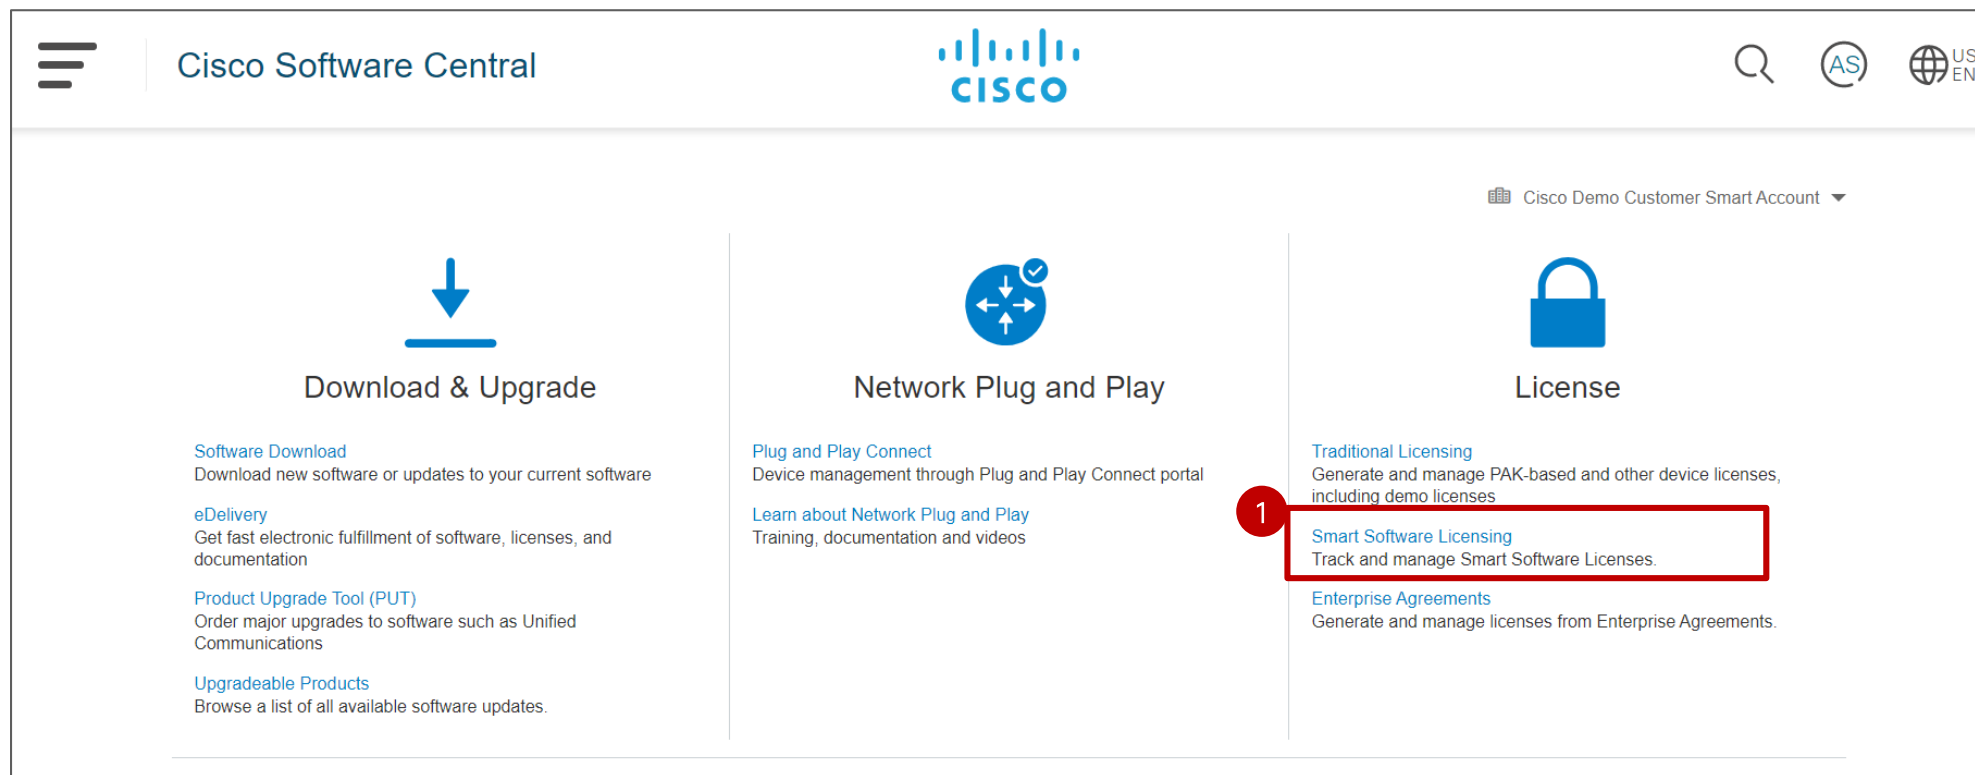 Cisco Software Central
CISCO
AS
US
EN
Cisco Demo Customer Smart Account
Download & Upgrade
Software Download
Download new software or updates to your current software
eDelivery
Get fast electronic fulfillment of software, licenses, and
documentation
Product Upgrade Tool (PUT)
Order major upgrades to software such as Unified
Communications
Upgradeable Products
Browse a list of all available software updates.
Network Plug and Play
Plug and Play Connect
Device management through Plug and Play Connect portal
Learn about Network Plug and Play
Training, documentation and videos
License
Traditional Licensing
Generate and manage PAK-based and other device licenses,
including demo licenses
1
Smart Software Licensing
Track and manage Smart Software Licenses.
Enterprise Agreements
Generate and manage licenses from Enterprise Agreements.